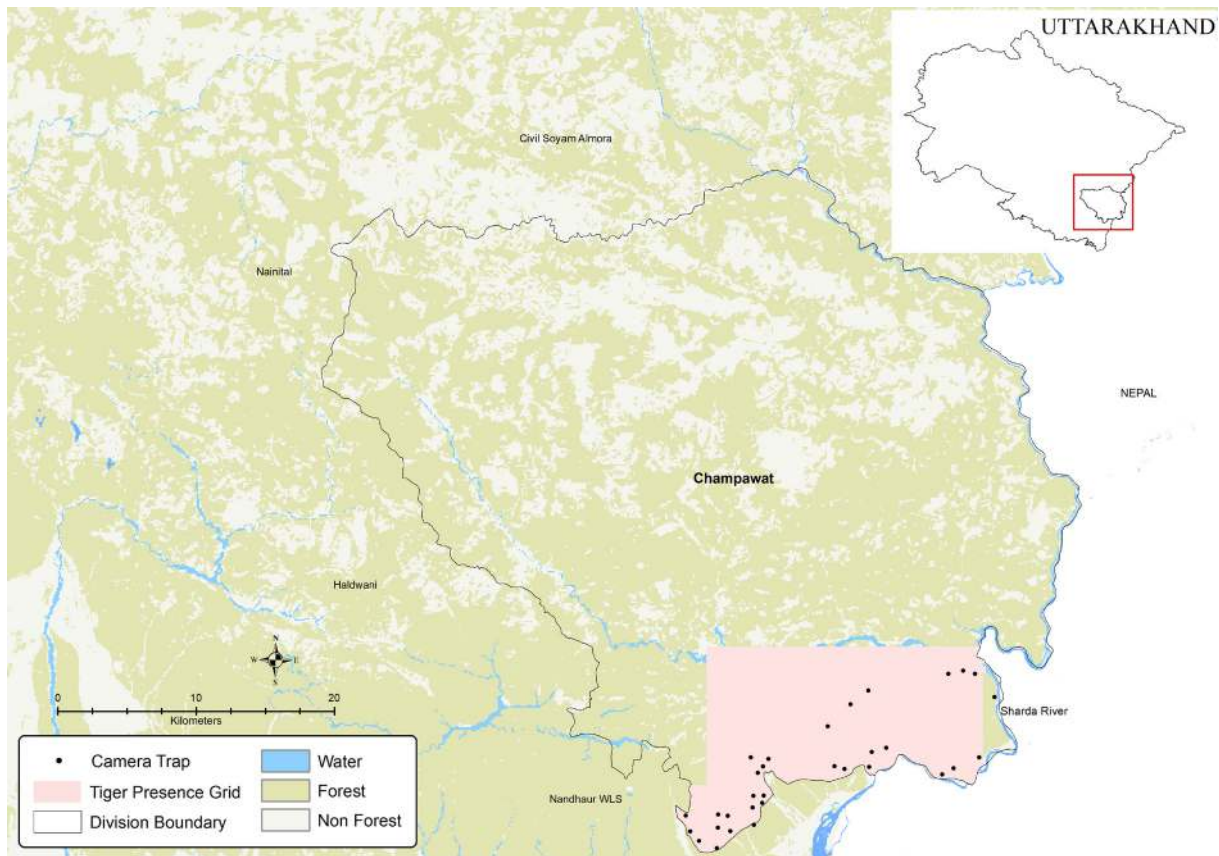 UTTARAKHAND
Civil Soyam Almora
Nainital
NEPAL
Champawat
Haldwani
N
W E
S
0 10 20
Kilometers
Sharda River
Nandhaur WLS
Camera Trap
Tiger Presence Grid
Division Boundary
Water
Forest
Non Forest